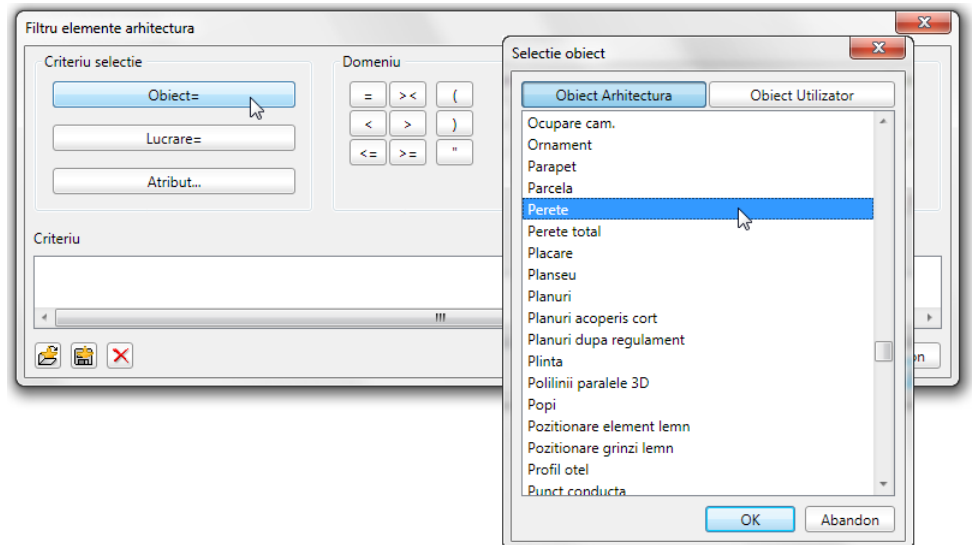 Filtru elemente arhitectura
Criteriu selectie
Obiect=
Lucrare=
Atribut...
Domeniu
= >< (
< > )
<= >= "
Criteriu
Selectie obiect
Obiect Arhitectura Obiect Utilizator
Ocupare cam.
Ornament
Parapet
Parcela
Perete
Perete total
Placare
Planseu
Planuri
Planuri acoperis cort
Planuri dupa regulament
Plinta
Polilinii paralele 3D
Popi
Pozitionare element lemn
Pozitionare grinzi lemn
Profil otel
Punct conducta
OK Abandon